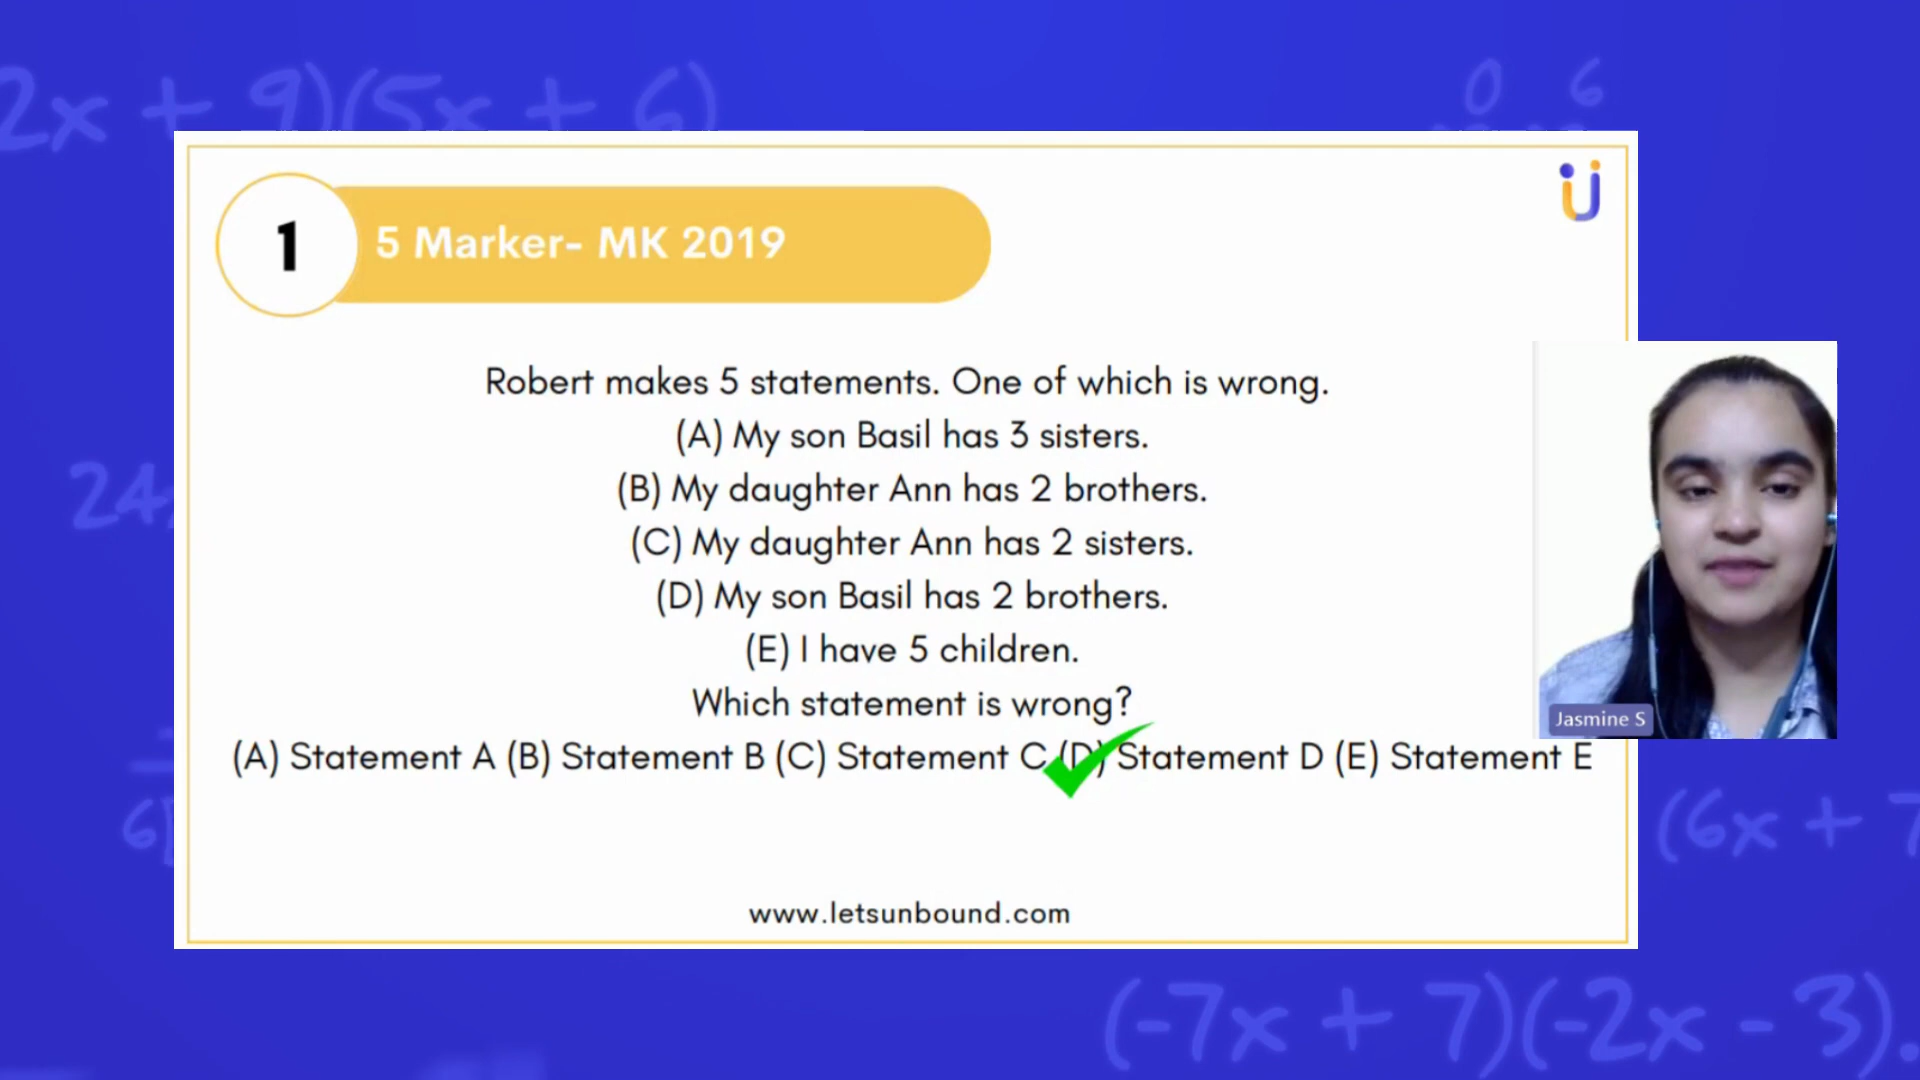 2x + 9)(5x + 6)
0 6
1
5 Marker- MK 2019
Robert makes 5 statements. One of which is wrong.
(A) My son Basil has 3 sisters.
(B) My daughter Ann has 2 brothers.
(C) My daughter Ann has 2 sisters.
(D) My son Basil has 2 brothers.
(E) I have 5 children.
Which statement is wrong?
(A) Statement A (B) Statement B (C) Statement C (D) Statement D (E) Statement E
Jasmine S
www.letsunbound.com
24
6
(6x + 7
(-7x + 7)(-2x - 3).